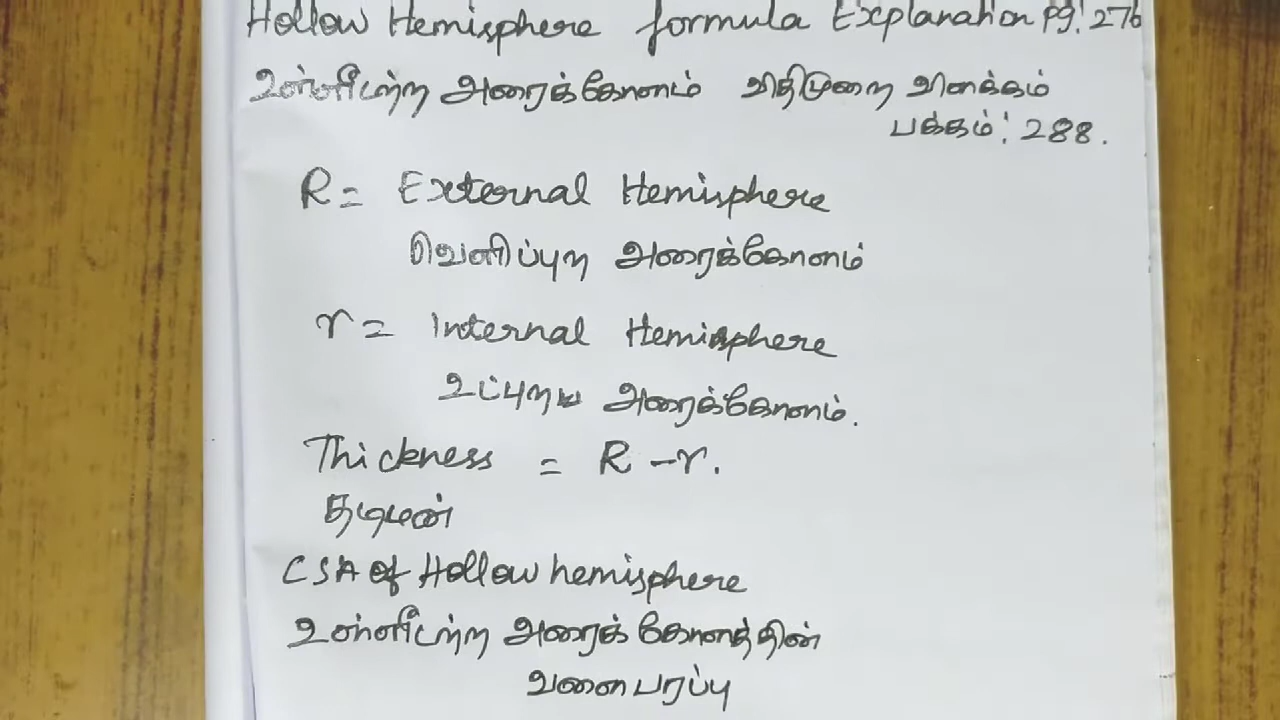 Hollow Hemisphere formula Explanation pg: 276
உள்ளீடற்ற அரைக்கோளம் விதிமுறை விளக்கம்
பக்கம்: 288.
R = External Hemisphere
வெளிப்புற அரைக்கோளம்
r = Internal Hemisphere
உட்புறம் அரைக்கோளம்.
Thickness = R - r.
தடிமன்
CSA of Hollow hemisphere
உள்ளீடற்ற அரைக் கோளத்தின்
வளைபரப்பு